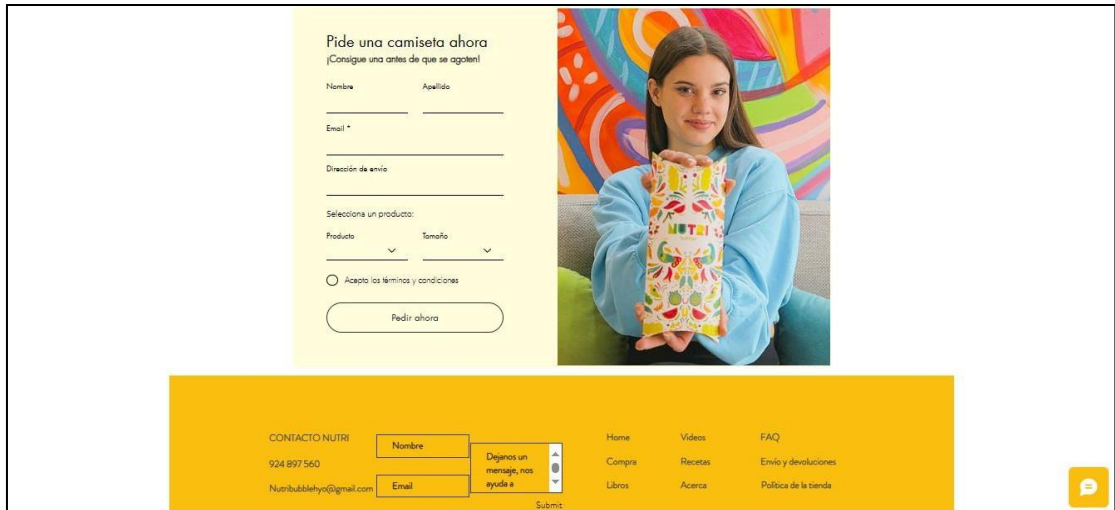 Pide una camiseta ahora
¡Consigue una antes de que se agoten!
Nombre
Apellido
Email *
Dirección de envío
Selecciona un producto:
Producto
Tamaño
Acepto los términos y condiciones
Pedir ahora
NUTRI
CONTACTO NUTRI
924 897 560
Nutribubblehyo@gmail.com
Nombre
Email
Dejanos un
mensaje, nos
ayuda a
Submit
Home
Videos
FAQ
Compra
Recetas
Envío y devoluciones
Libros
Acerca
Política de la tienda